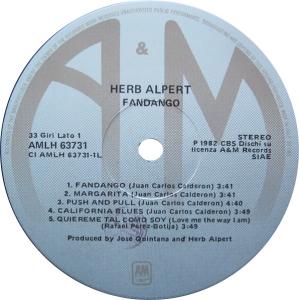 A & M
HERB ALPERT
FANDANGO
33 Giri Lato 1
AMLH 63731
CI AMLH 63731-1L
STEREO
P 1982 CBS Dischi su
licenza A&M Records
SIAE
1. FANDANGO (Juan Carlos Calderon) 3:41
2. MARGARITA (Juan Carlos Calderon) 3:41
3. PUSH AND PULL (Juan Carlos Calderon) 4:40
4. CALIFORNIA BLUES (Juan Carlos Calderon) 3:49
5. QUIEREME TAL COMO SOY (Love me the way I am)
(Rafael Perez-Botija) 3:49
Produced by José Quintana and Herb Alpert
A&M